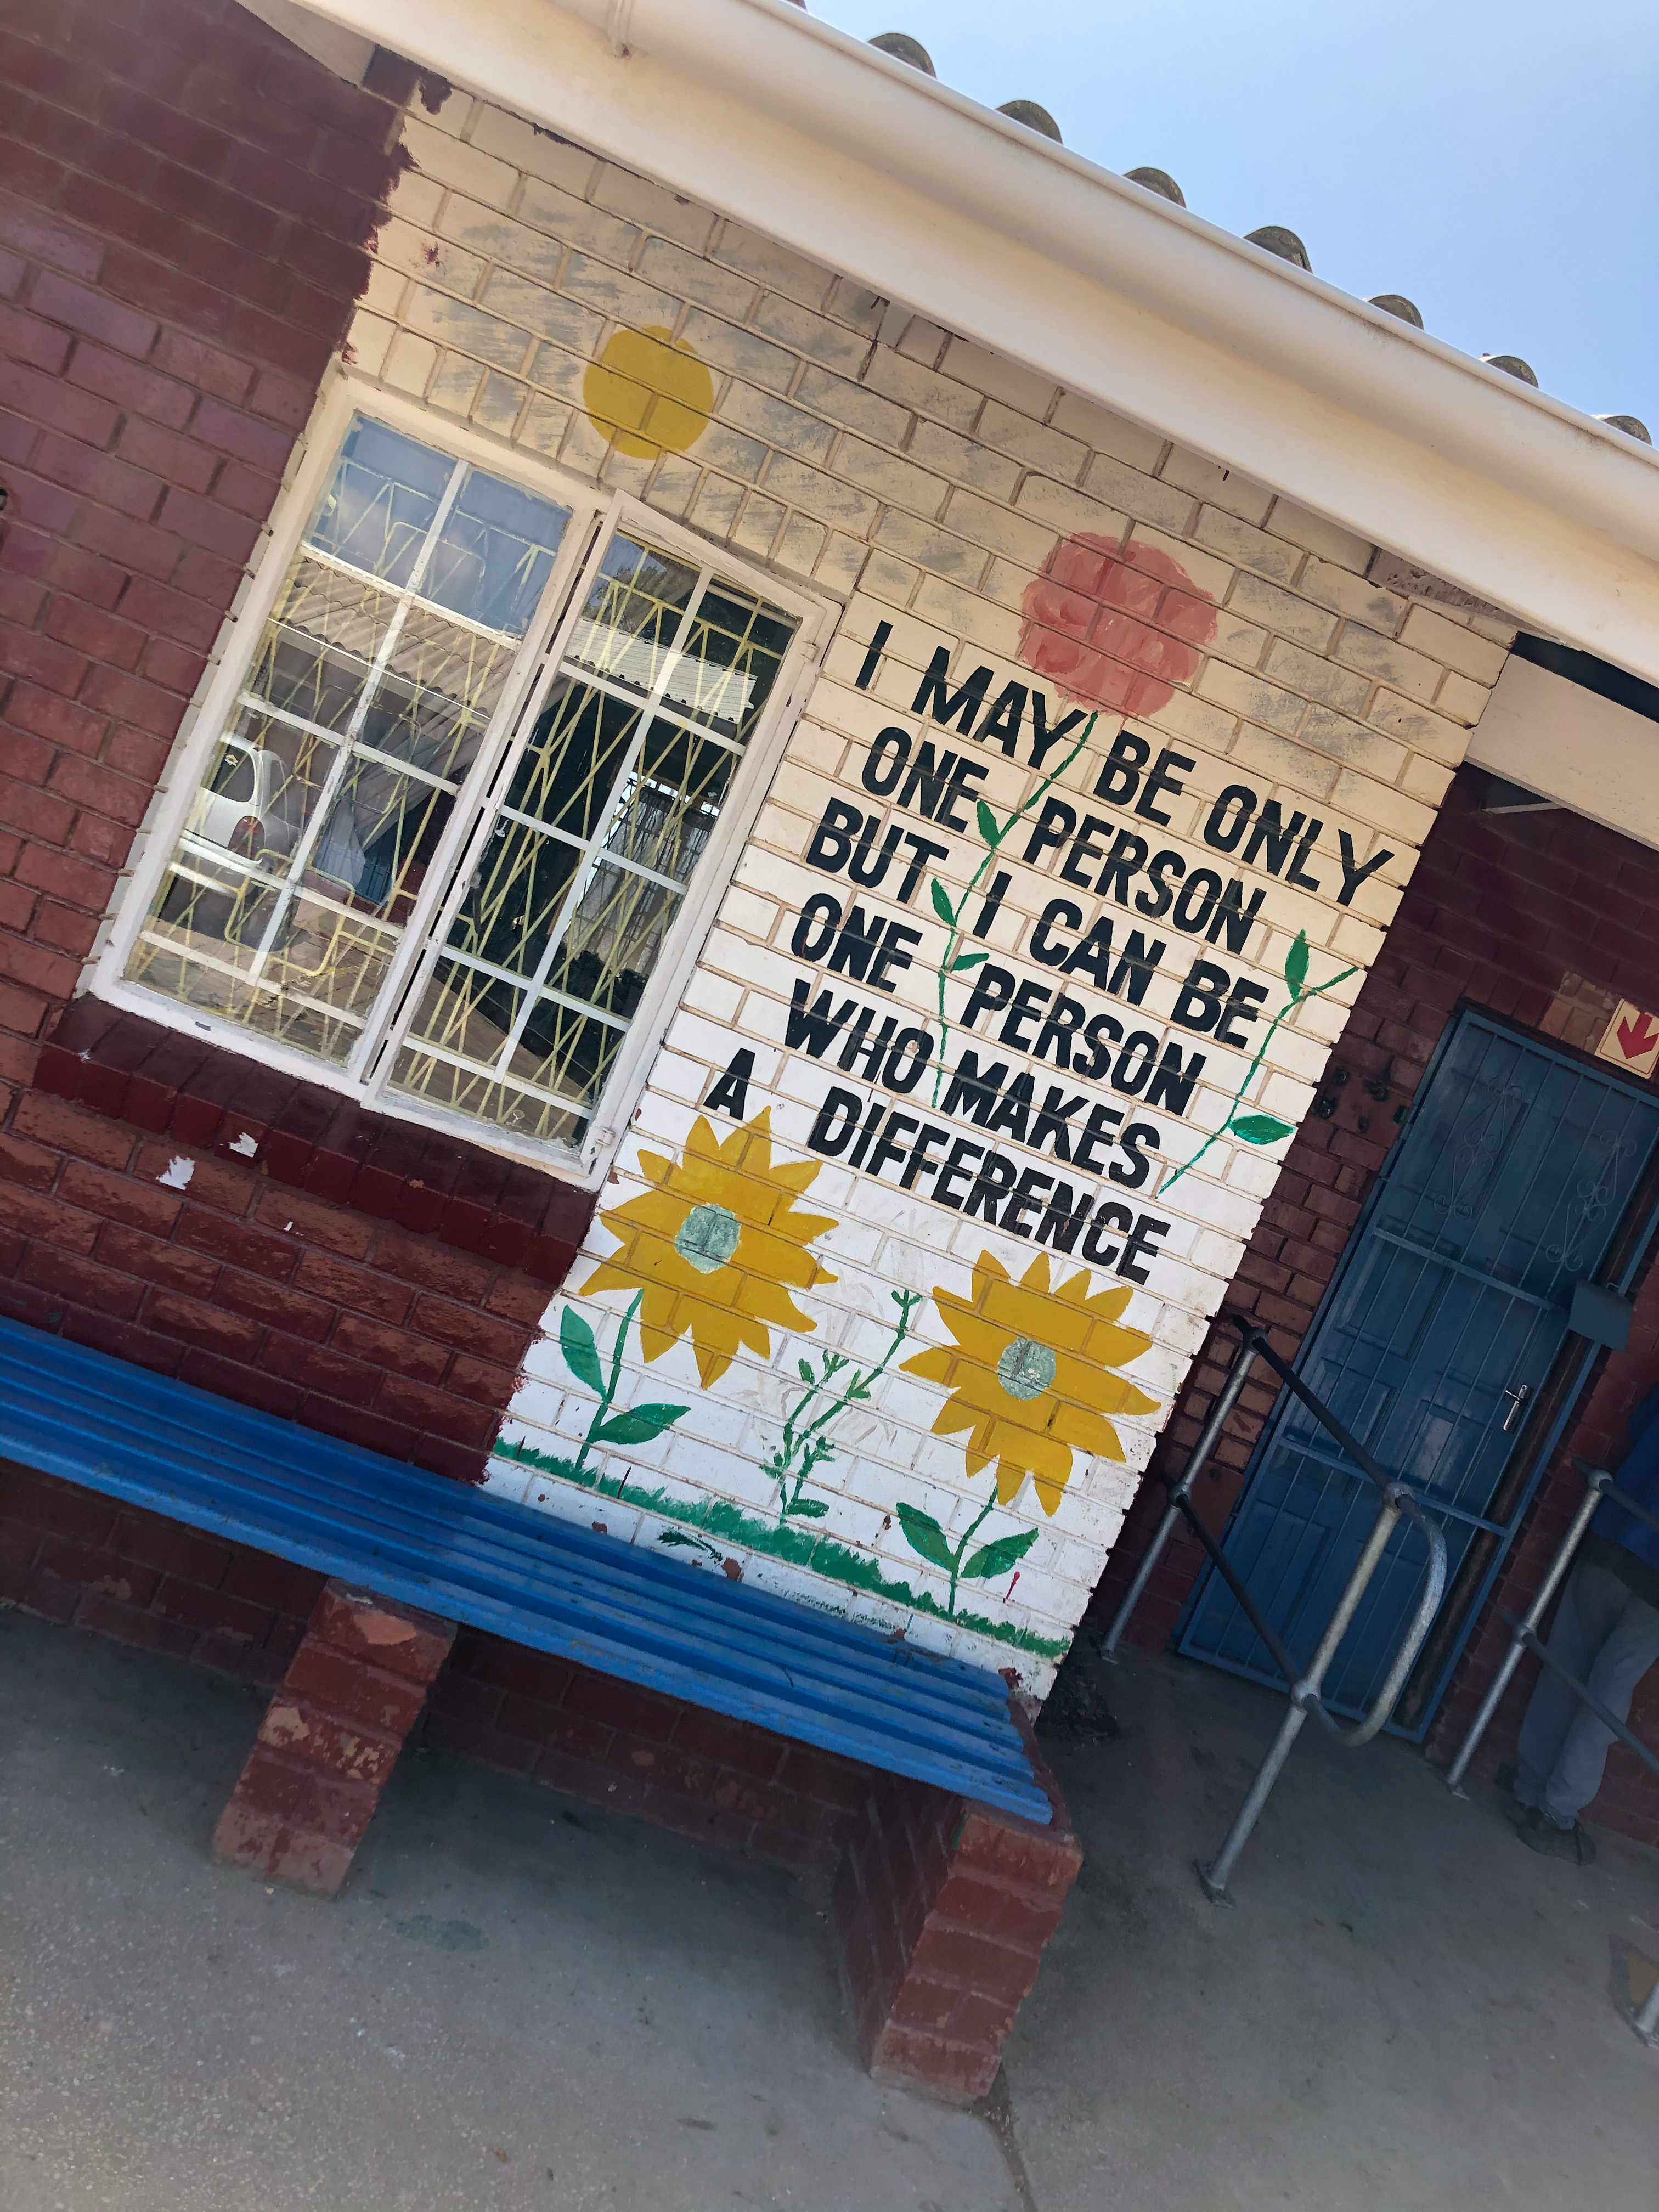 I MAY BE ONLY
ONE PERSON
BUT I CAN BE
ONE PERSON
WHO MAKES
A DIFFERENCE